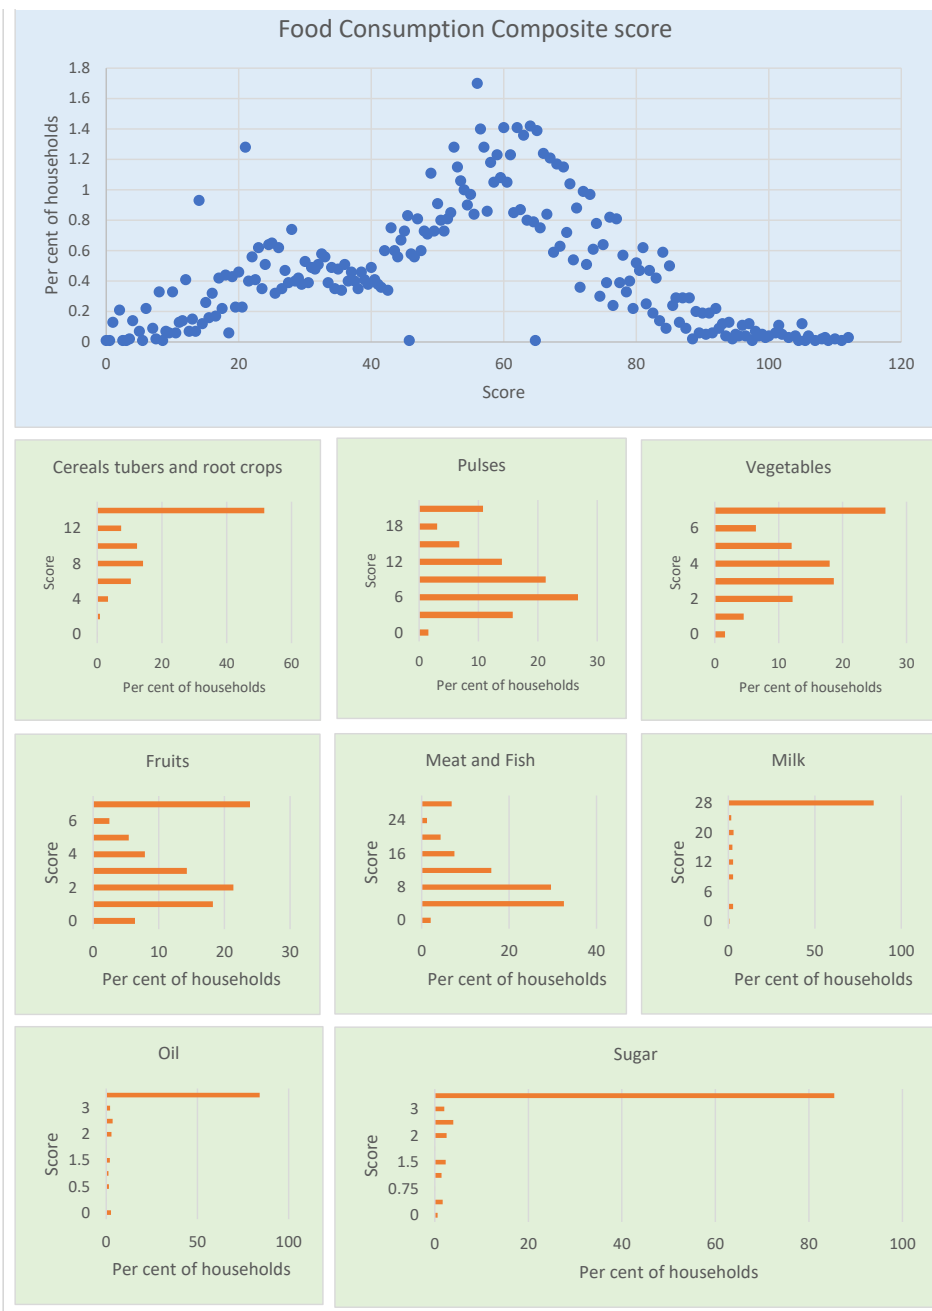 Food Consumption Composite score
1.8
1.6
1.4
1.2
1
0.8
0.6
0.4
0.2
0
Per cent of households
0 20 40 60 80 100 120
Score
Cereals tubers and root crops
12
8
4
0
Score
0 20 40 60
Per cent of households
Pulses
18
12
6
0
Score
0 10 20 30
Per cent of households
Vegetables
6
4
2
0
Score
0 10 20 30
Per cent of households
Fruits
6
4
2
0
Score
0 10 20 30
Per cent of households
Meat and Fish
24
16
8
0
Score
0 20 40
Per cent of households
Milk
28
20
12
6
0
Score
0 50 100
Per cent of households
Oil
3
2
1.5
0.5
0
Score
0 50 100
Per cent of households
Sugar
3
2
1.5
0.75
0
Score
0 20 40 60 80 100
Per cent of households